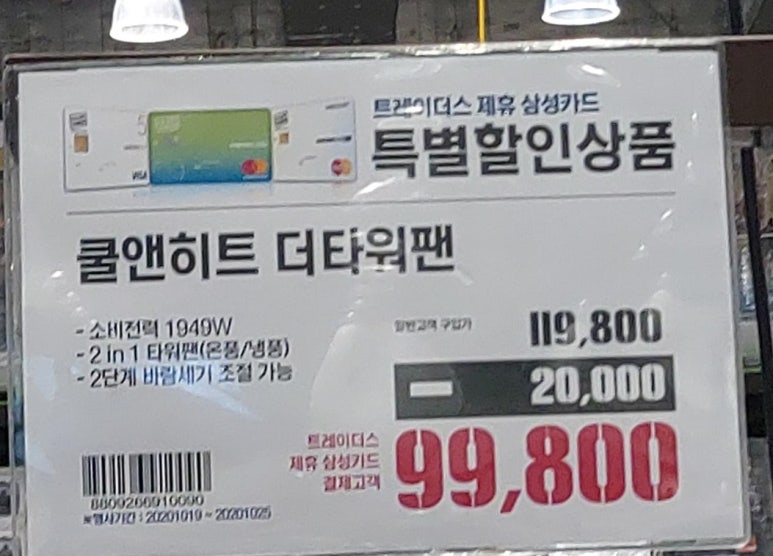 트레이더스 제휴 삼성카드
특별할인상품
VISA
쿨앤히트 더타워팬
- 소비전력 1949W
- 2 in 1 타워팬(온풍/냉풍)
- 2단계 바람세기 조절 가능
일반고객 구입가 119,800
- 20,000
트레이더스
제휴 삼성카드
결제고객
99,800
8809266910090
※행사기간 : 20201019 ~ 20201025